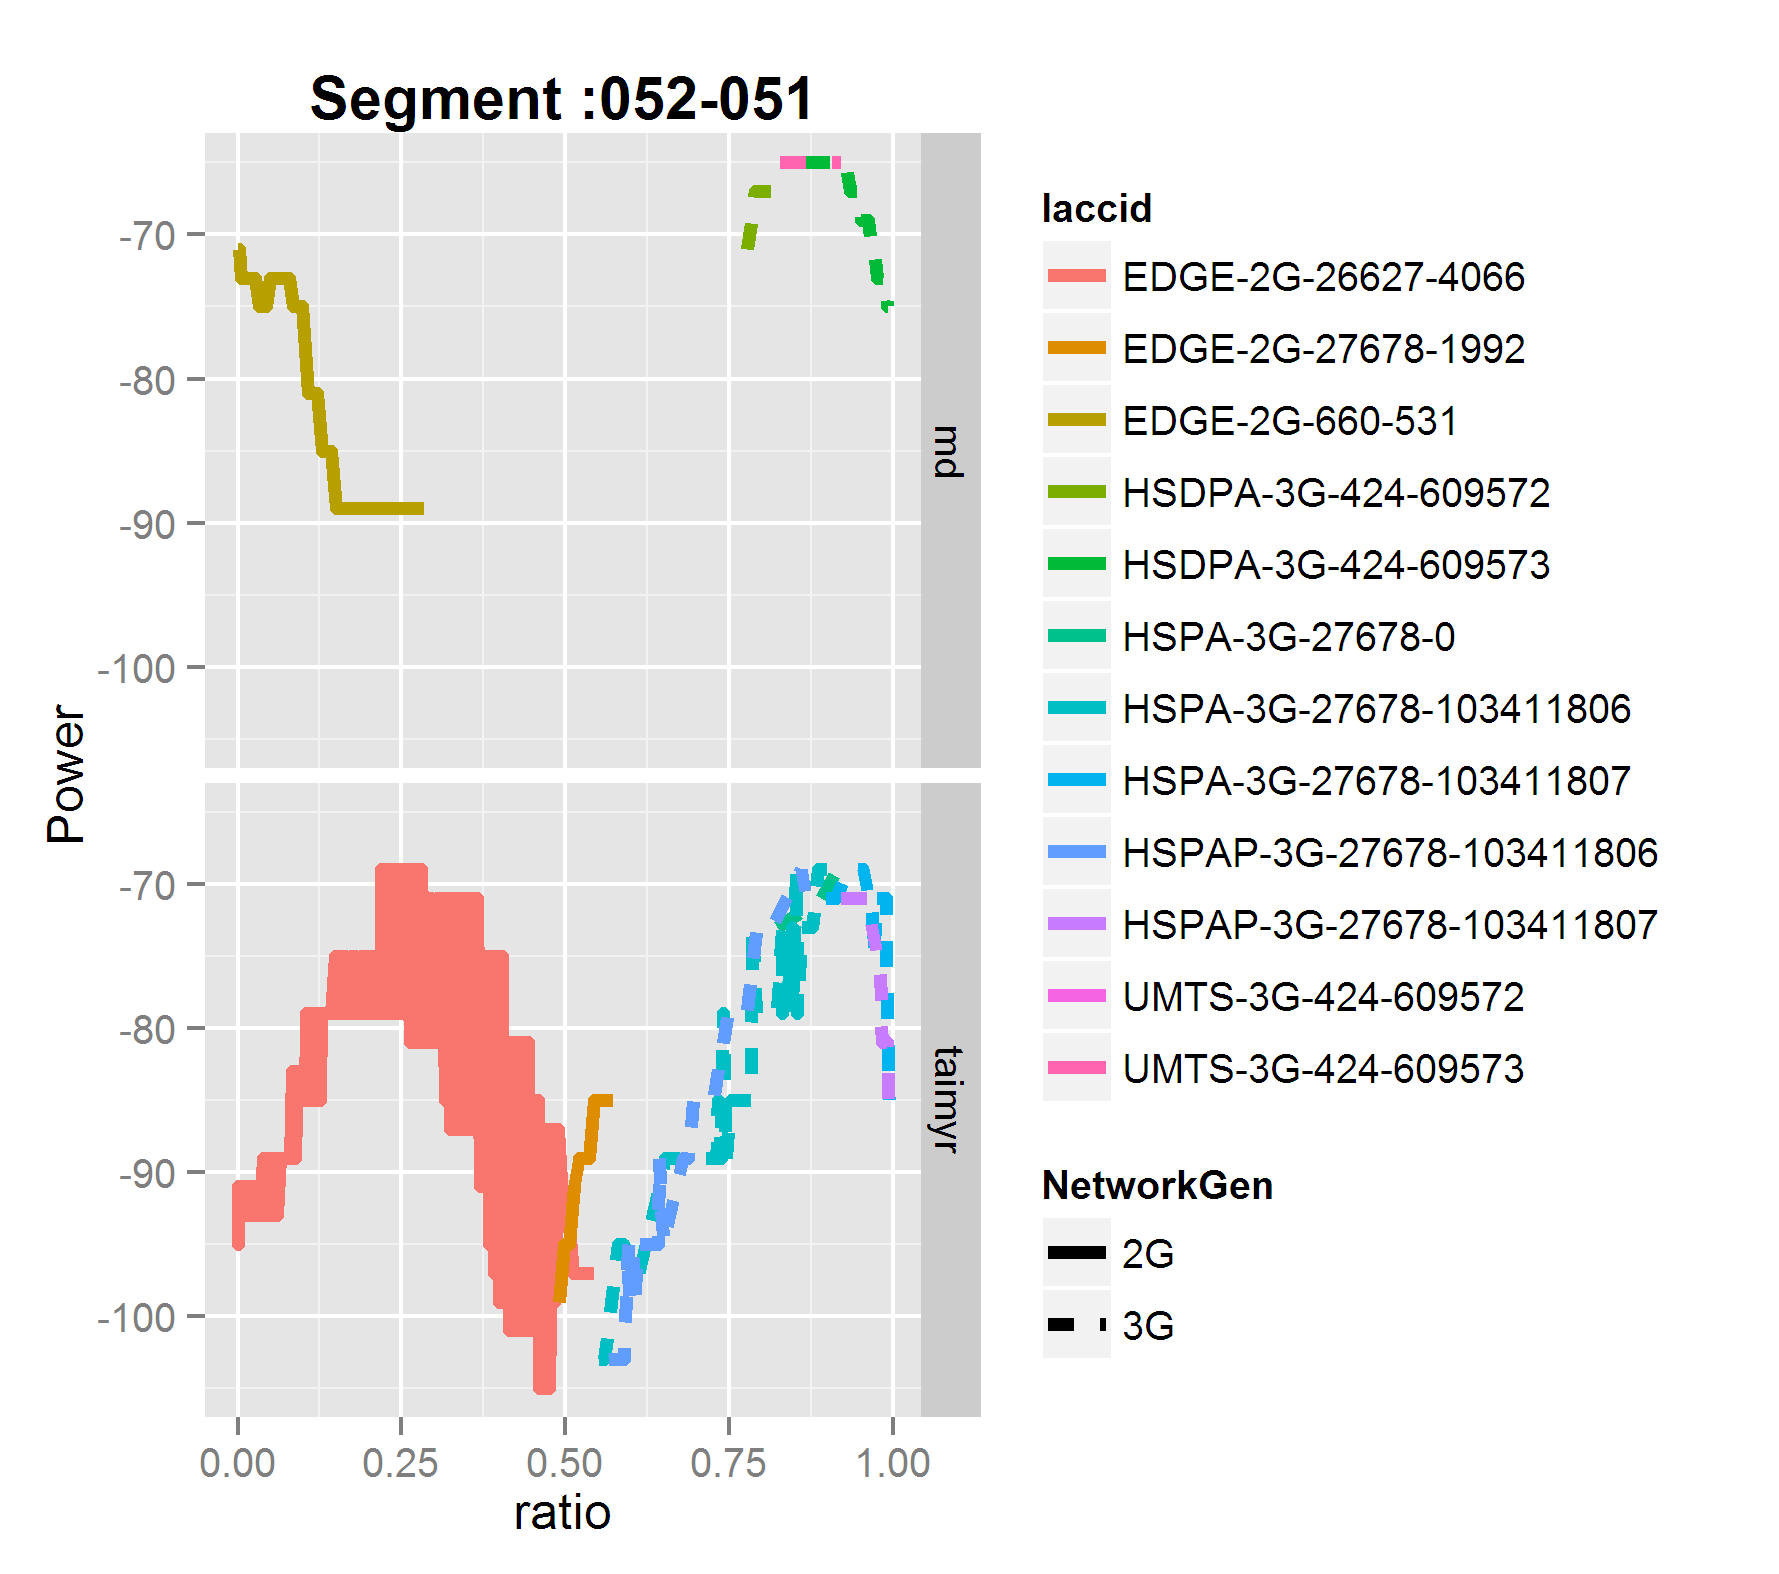 Segment :052-051
-70
-80
-90
-100
md
-70
-80
-90
-100
taimyr
Power
0.00 0.25 0.50 0.75 1.00
ratio
laccid
EDGE-2G-26627-4066
EDGE-2G-27678-1992
EDGE-2G-660-531
HSDPA-3G-424-609572
HSDPA-3G-424-609573
HSPA-3G-27678-0
HSPA-3G-27678-103411806
HSPA-3G-27678-103411807
HSPAP-3G-27678-103411806
HSPAP-3G-27678-103411807
UMTS-3G-424-609572
UMTS-3G-424-609573
NetworkGen
2G
3G